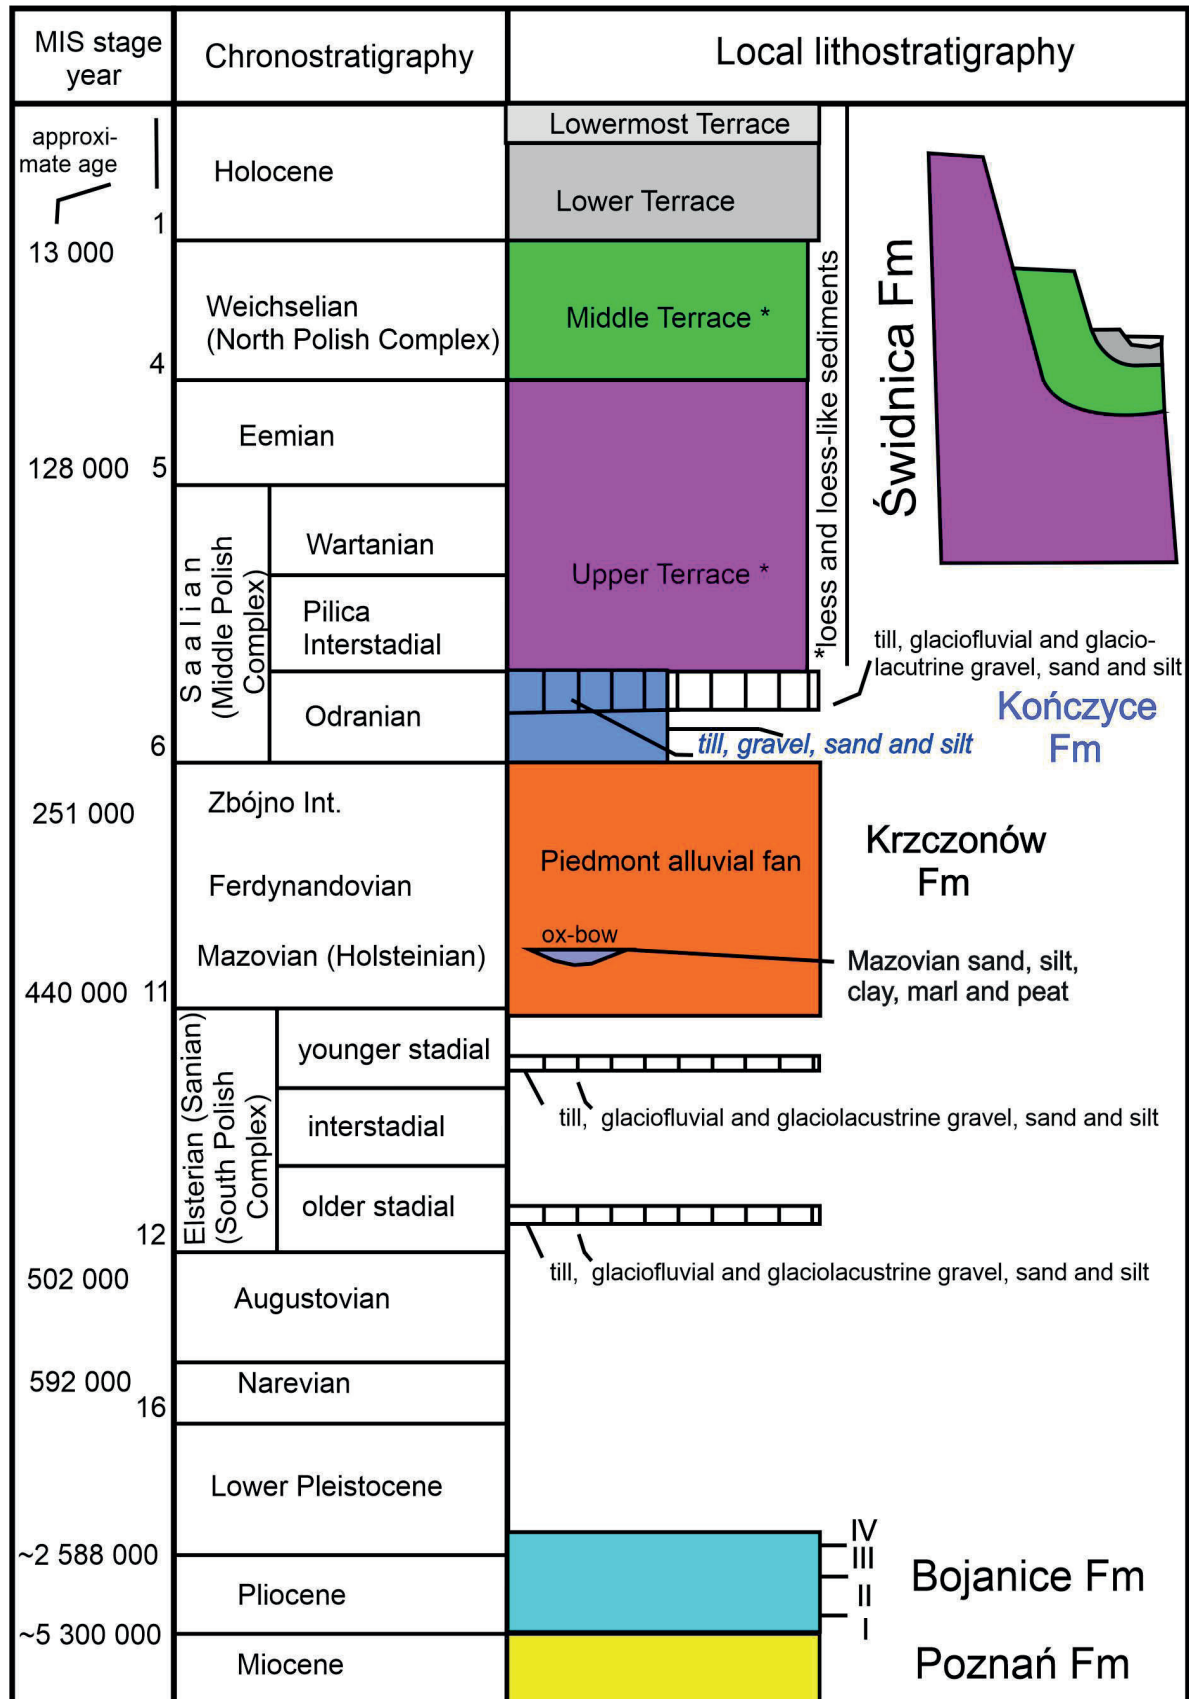 MIS stage
year
Chronostratigraphy
Local lithostratigraphy
approxi-
mate age
1
13 000
Holocene
Lowermost Terrace
Lower Terrace
Weichselian
(North Polish Complex)
4
Middle Terrace *
Eemian
128 000 5
Saalian
(Middle Polish
Complex)
Wartanian
Pilica
Interstadial
Odranian
6
Upper Terrace *
*loess and loess-like sediments
Świdnica Fm
till, glaciofluvial and glacio-
lacutrine gravel, sand and silt
Kończyce
Fm
till, gravel, sand and silt
Zbójno Int.
251 000
Ferdynandovian
Mazovian (Holsteinian)
440 000 11
Piedmont alluvial fan
ox-bow
Krzczonów
Fm
Mazovian sand, silt,
clay, marl and peat
Elsterian (Sanian)
(South Polish
Complex)
younger stadial
interstadial
older stadial
12
till, glaciofluvial and glaciolacustrine gravel, sand and silt
till, glaciofluvial and glaciolacustrine gravel, sand and silt
502 000
Augustovian
592 000
16
Narevian
Lower Pleistocene
~2 588 000
Pliocene
~5 300 000
Miocene
IV
III
II
I
Bojanice Fm
Poznań Fm